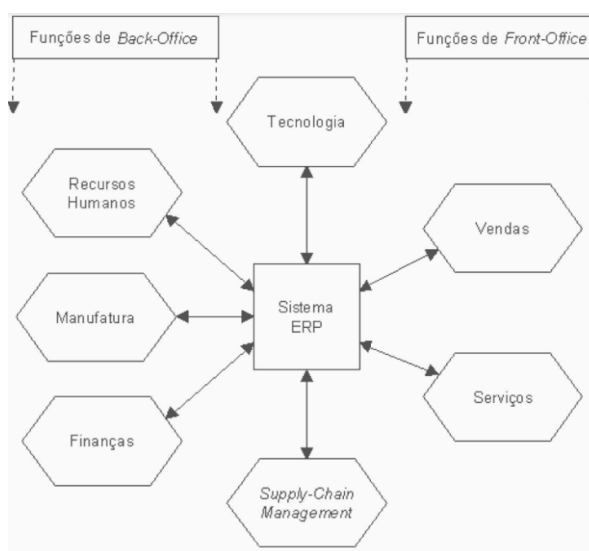 Funções de Back-Office
Funções de Front-Office
Tecnologia
Recursos
Humanos
Vendas
Sistema
ERP
Manufatura
Serviços
Finanças
Supply-Chain
Management